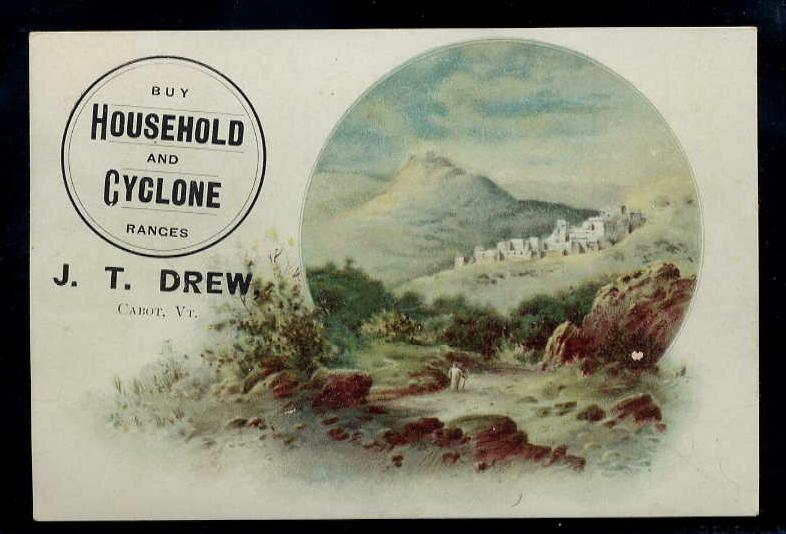 BUY
HOUSEHOLD
AND
CYCLONE
RANGES
J. T. DREW
CABOT, VT.